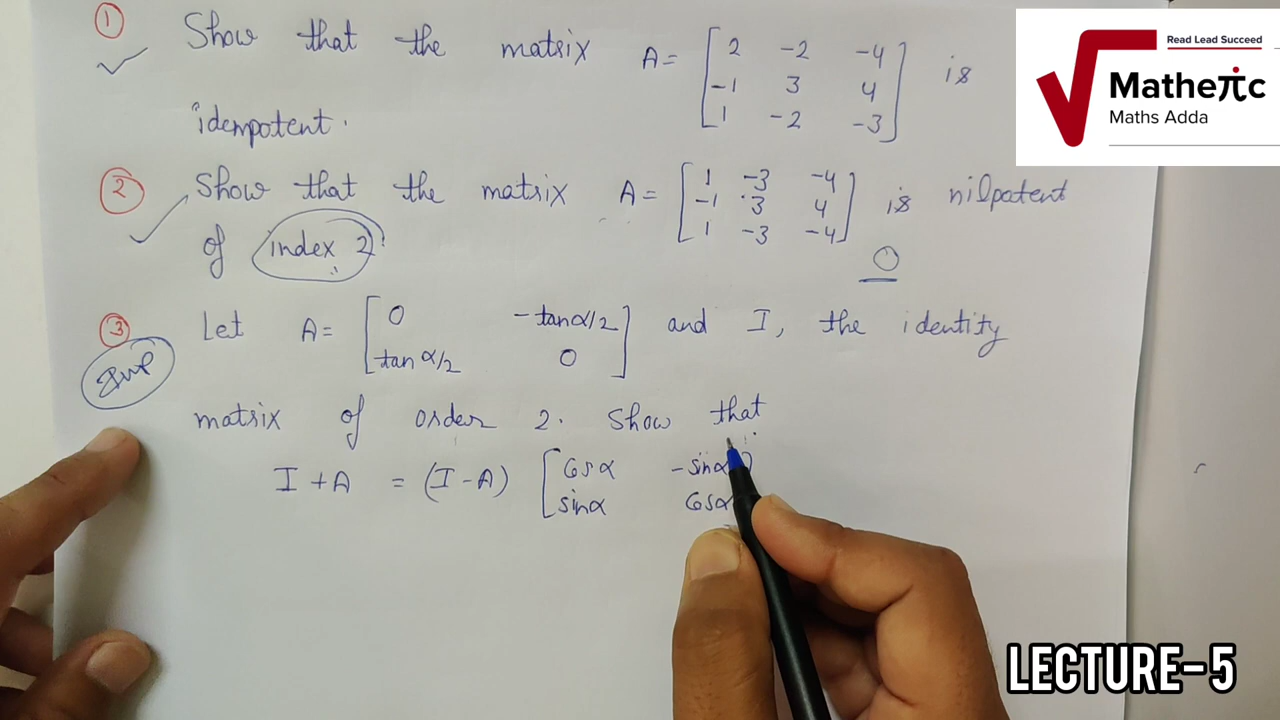 ① Show that the matrix A = [ 2 -2 -4
-1 3 4
1 -2 -3 ] is
idempotent.
② Show that the matrix A = [ 1 -3 -4
-1 3 4
1 -3 -4 ] is nilpatent
of index 2.
0
③ Let A = [ 0 -tanα/2
tanα/2 0 ] and I, the identity
Imp
matrix of order 2. Show that
I + A = (I - A) [ Cosα -sinα
sinα Cosα
Read Lead Succeed
Matheπc
Maths Adda
LECTURE-5